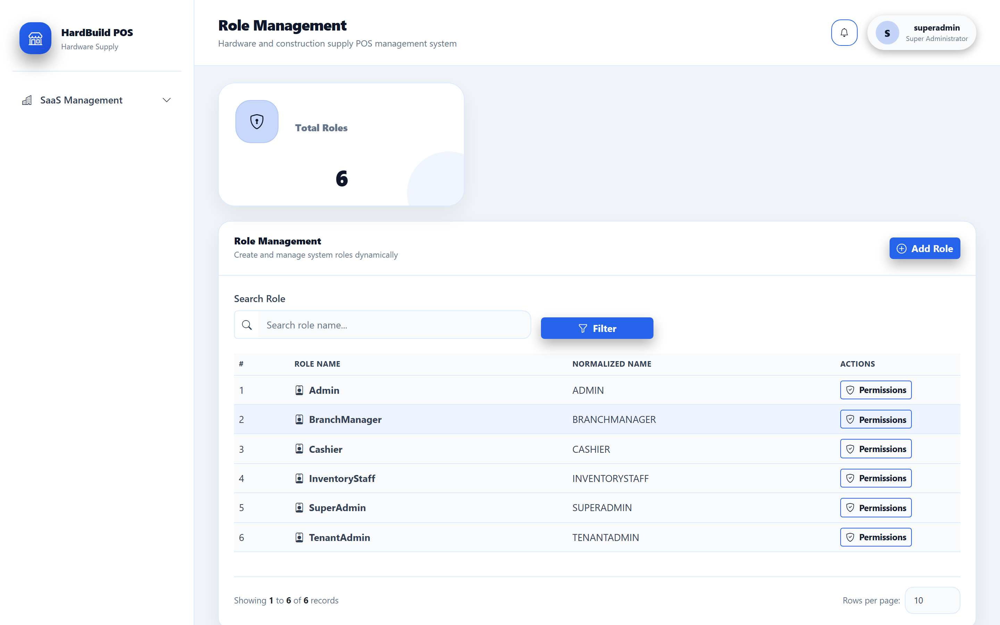 HardBuild POS
Hardware Supply
SaaS Management
Role Management
Hardware and construction supply POS management system
S
superadmin
Super Administrator
Total Roles
6
Role Management
Create and manage system roles dynamically
Add Role
Search Role
Search role name...
Filter
# ROLE NAME NORMALIZED NAME ACTIONS
1 Admin ADMIN Permissions
2 BranchManager BRANCHMANAGER Permissions
3 Cashier CASHIER Permissions
4 InventoryStaff INVENTORYSTAFF Permissions
5 SuperAdmin SUPERADMIN Permissions
6 TenantAdmin TENANTADMIN Permissions
Showing 1 to 6 of 6 records
Rows per page: 10